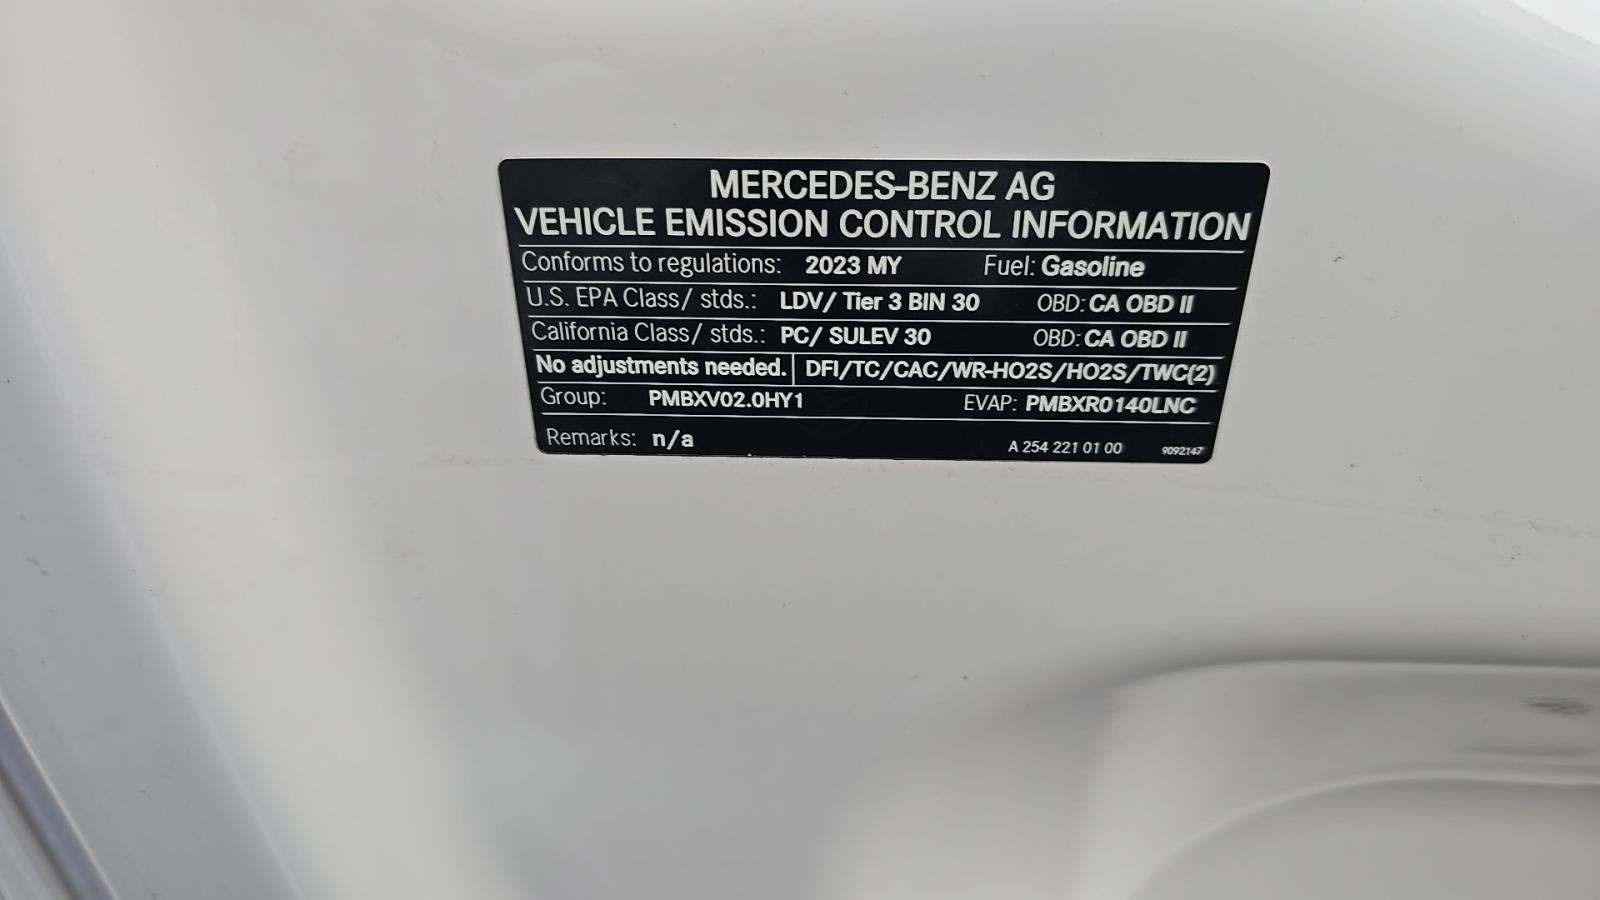 MERCEDES-BENZ AG
VEHICLE EMISSION CONTROL INFORMATION
Conforms to regulations: 2023 MY Fuel: Gasoline
U.S. EPA Class/ stds.: LDV/ Tier 3 BIN 30 OBD: CA OBD II
California Class/ stds.: PC/ SULEV 30 OBD: CA OBD II
No adjustments needed. DFI/TC/CAC/WR-HO2S/HO2S/TWC(2)
Group: PMBXV02.0HY1 EVAP: PMBXR0140LNC
Remarks: n/a A 254 221 01 00 9092147